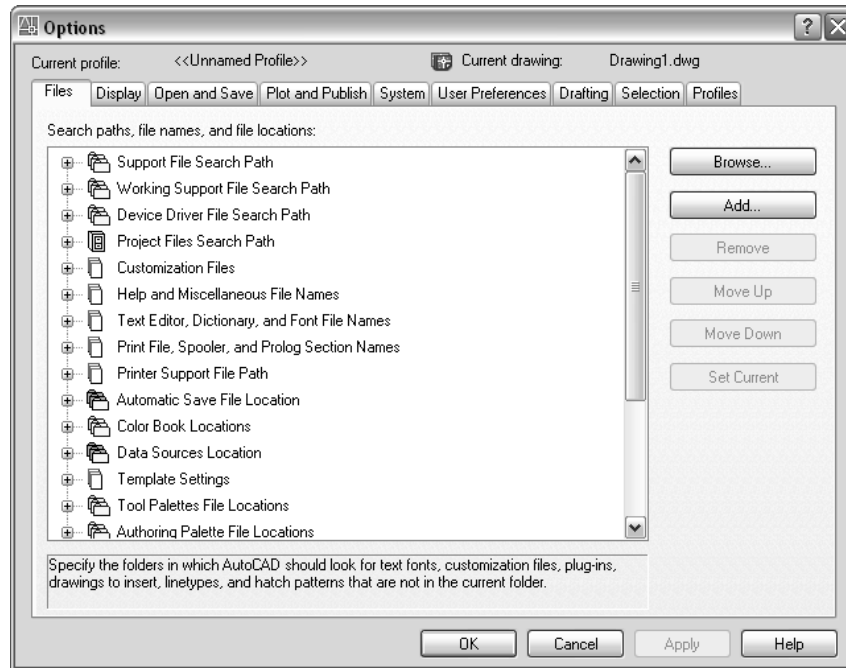 Options
Current profile: <<Unnamed Profile>> Current drawing: Drawing1.dwg
Files Display Open and Save Plot and Publish System User Preferences Drafting Selection Profiles
Search paths, file names, and file locations:
Support File Search Path
Working Support File Search Path
Device Driver File Search Path
Project Files Search Path
Customization Files
Help and Miscellaneous File Names
Text Editor, Dictionary, and Font File Names
Print File, Spooler, and Prolog Section Names
Printer Support File Path
Automatic Save File Location
Color Book Locations
Data Sources Location
Template Settings
Tool Palettes File Locations
Authoring Palette File Locations
Browse...
Add...
Remove
Move Up
Move Down
Set Current
Specify the folders in which AutoCAD should look for text fonts, customization files, plug-ins,
drawings to insert, linetypes, and hatch patterns that are not in the current folder.
OK Cancel Apply Help